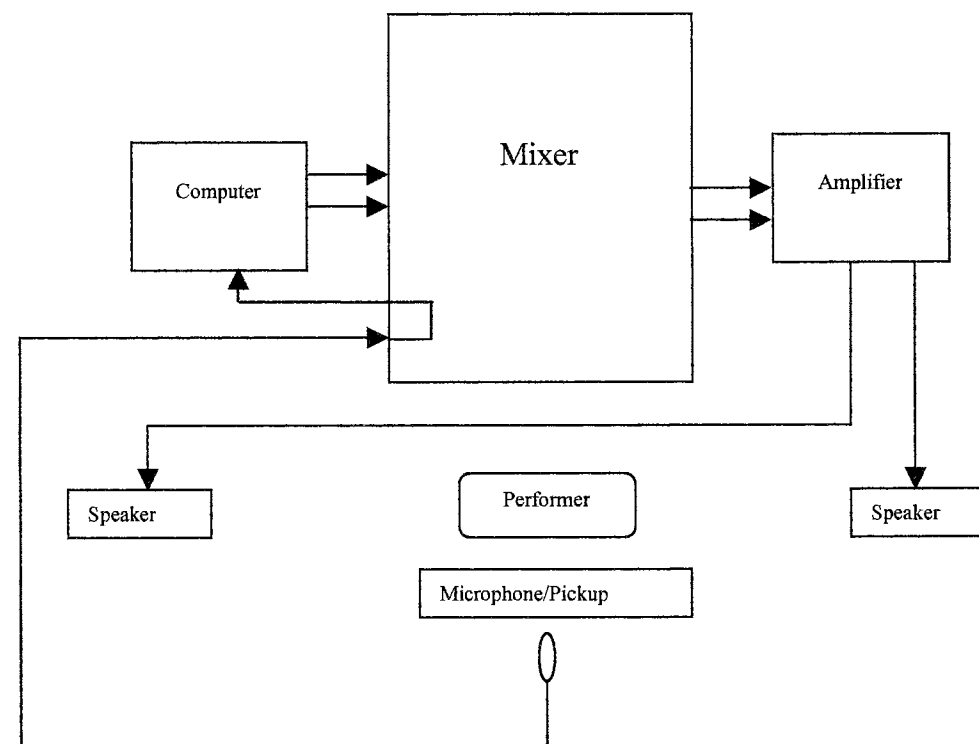 Mixer
Computer
Amplifier
Speaker
Performer
Speaker
Microphone/Pickup